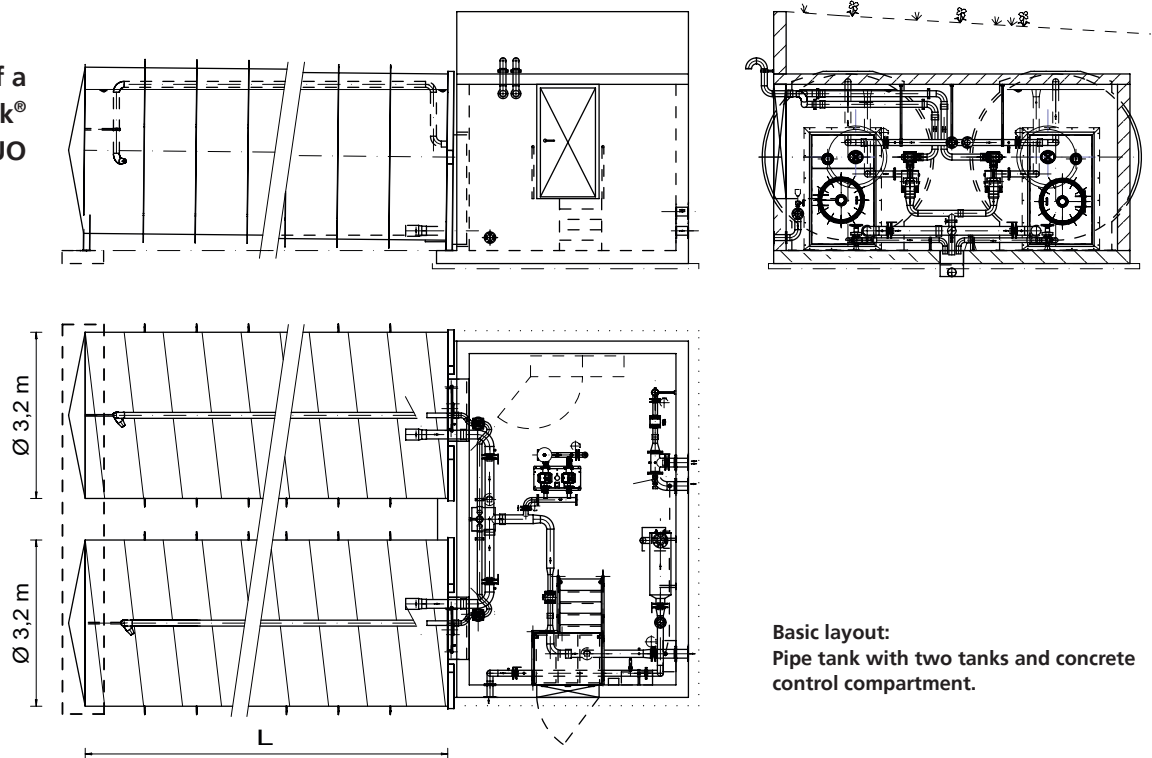 f a
k®
JO
Ø 3,2 m
Ø 3,2 m
L
Basic layout:
Pipe tank with two tanks and concrete
control compartment.